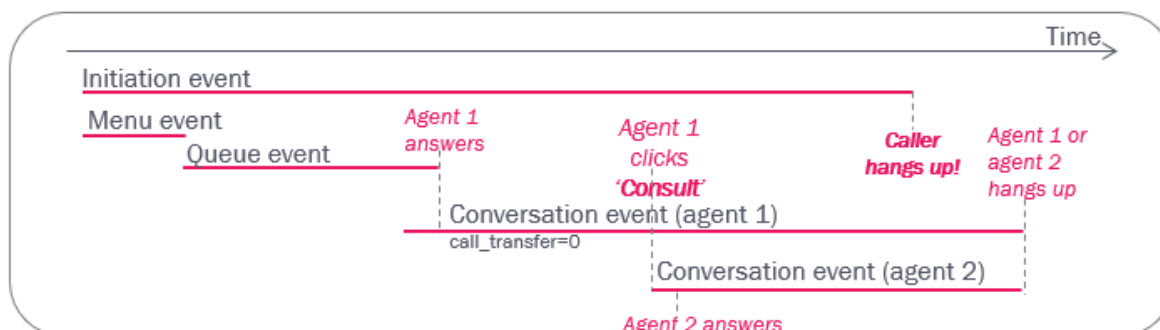 Time
Initiation event
Menu event
Agent 1
answers
Queue event
Agent 1
clicks
‘Consult’
Caller
hangs up!
Agent 1 or
agent 2
hangs up
Conversation event (agent 1)
call_transfer=0
Conversation event (agent 2)
Agent 2 answers